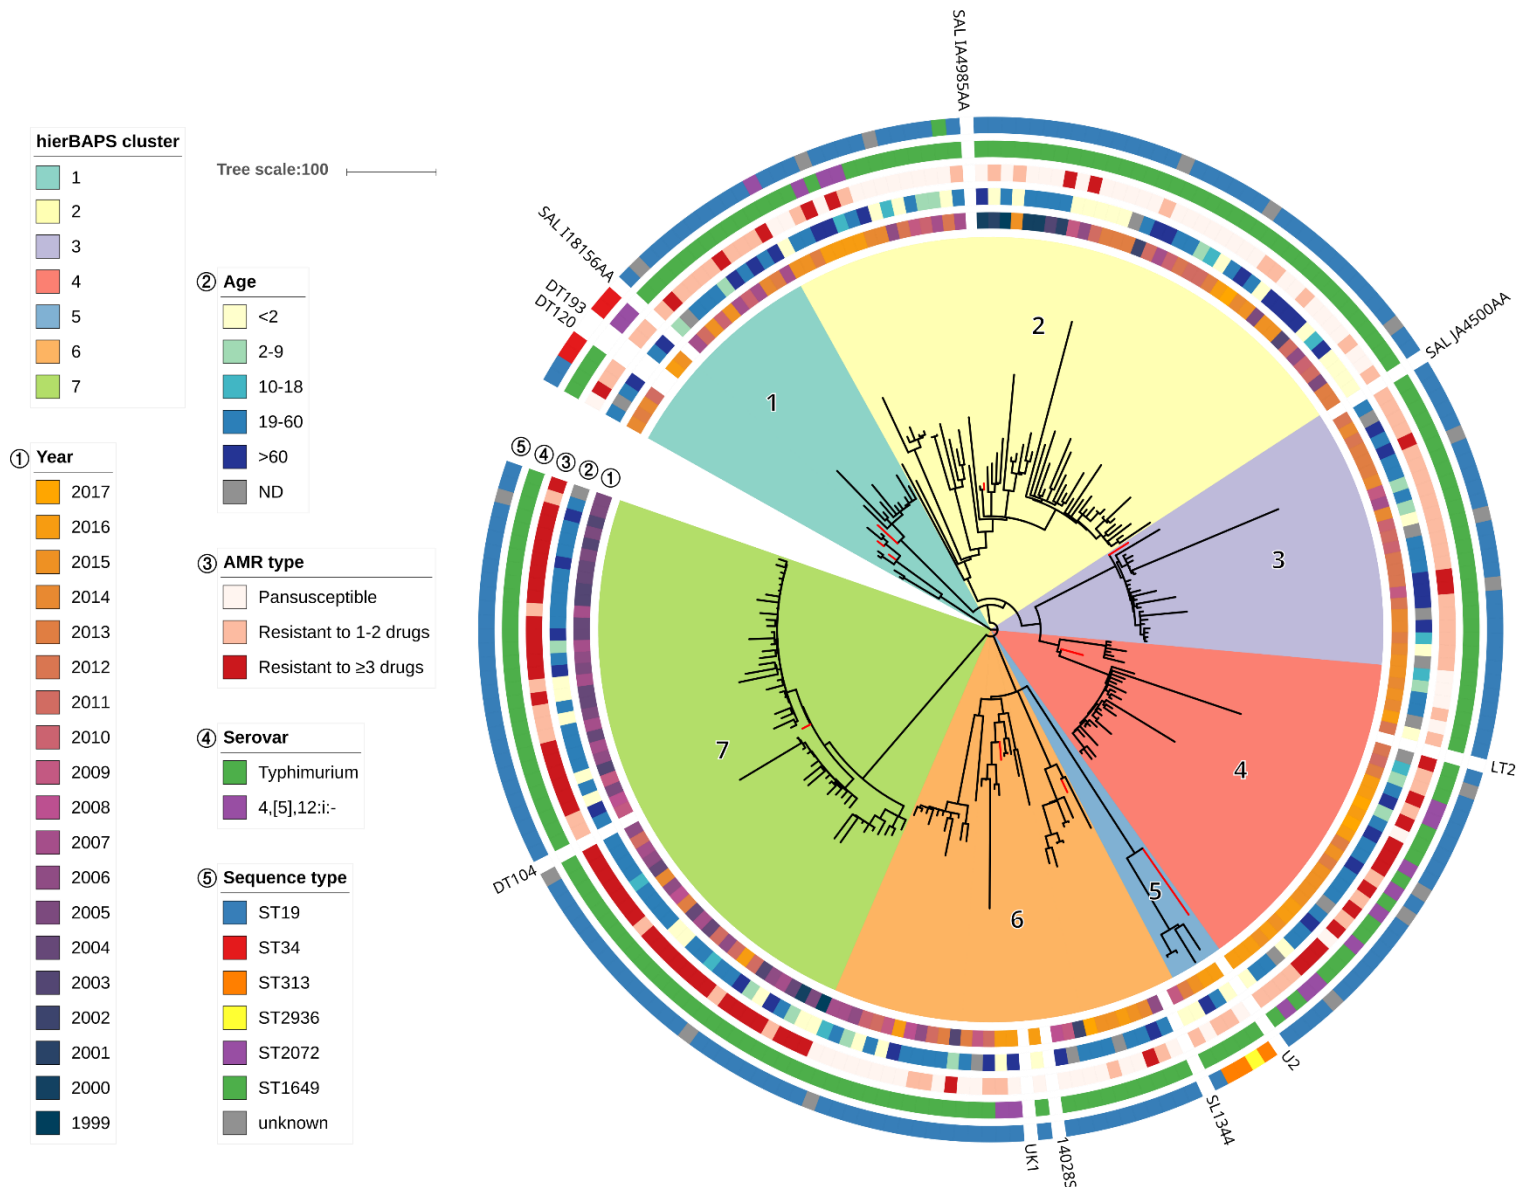 hierBAPS cluster
1
2
3
4
5
6
7
① Year
2017
2016
2015
2014
2013
2012
2011
2010
2009
2008
2007
2006
2005
2004
2003
2002
2001
2000
1999
Tree scale:100
② Age
<2
2-9
10-18
19-60
>60
ND
③ AMR type
Pansusceptible
Resistant to 1-2 drugs
Resistant to ≥3 drugs
④ Serovar
Typhimurium
4,[5],12:i:-
⑤ Sequence type
ST19
ST34
ST313
ST2936
ST2072
ST1649
unknown
SAL IA4985AA
SAL I18156AA
DT193
DT120
SAL JA4500AA
⑤ ④ ③ ② ①
1
2
3
4
5
6
7
LT2
DT104
U2
SL1344
UK1
14028S